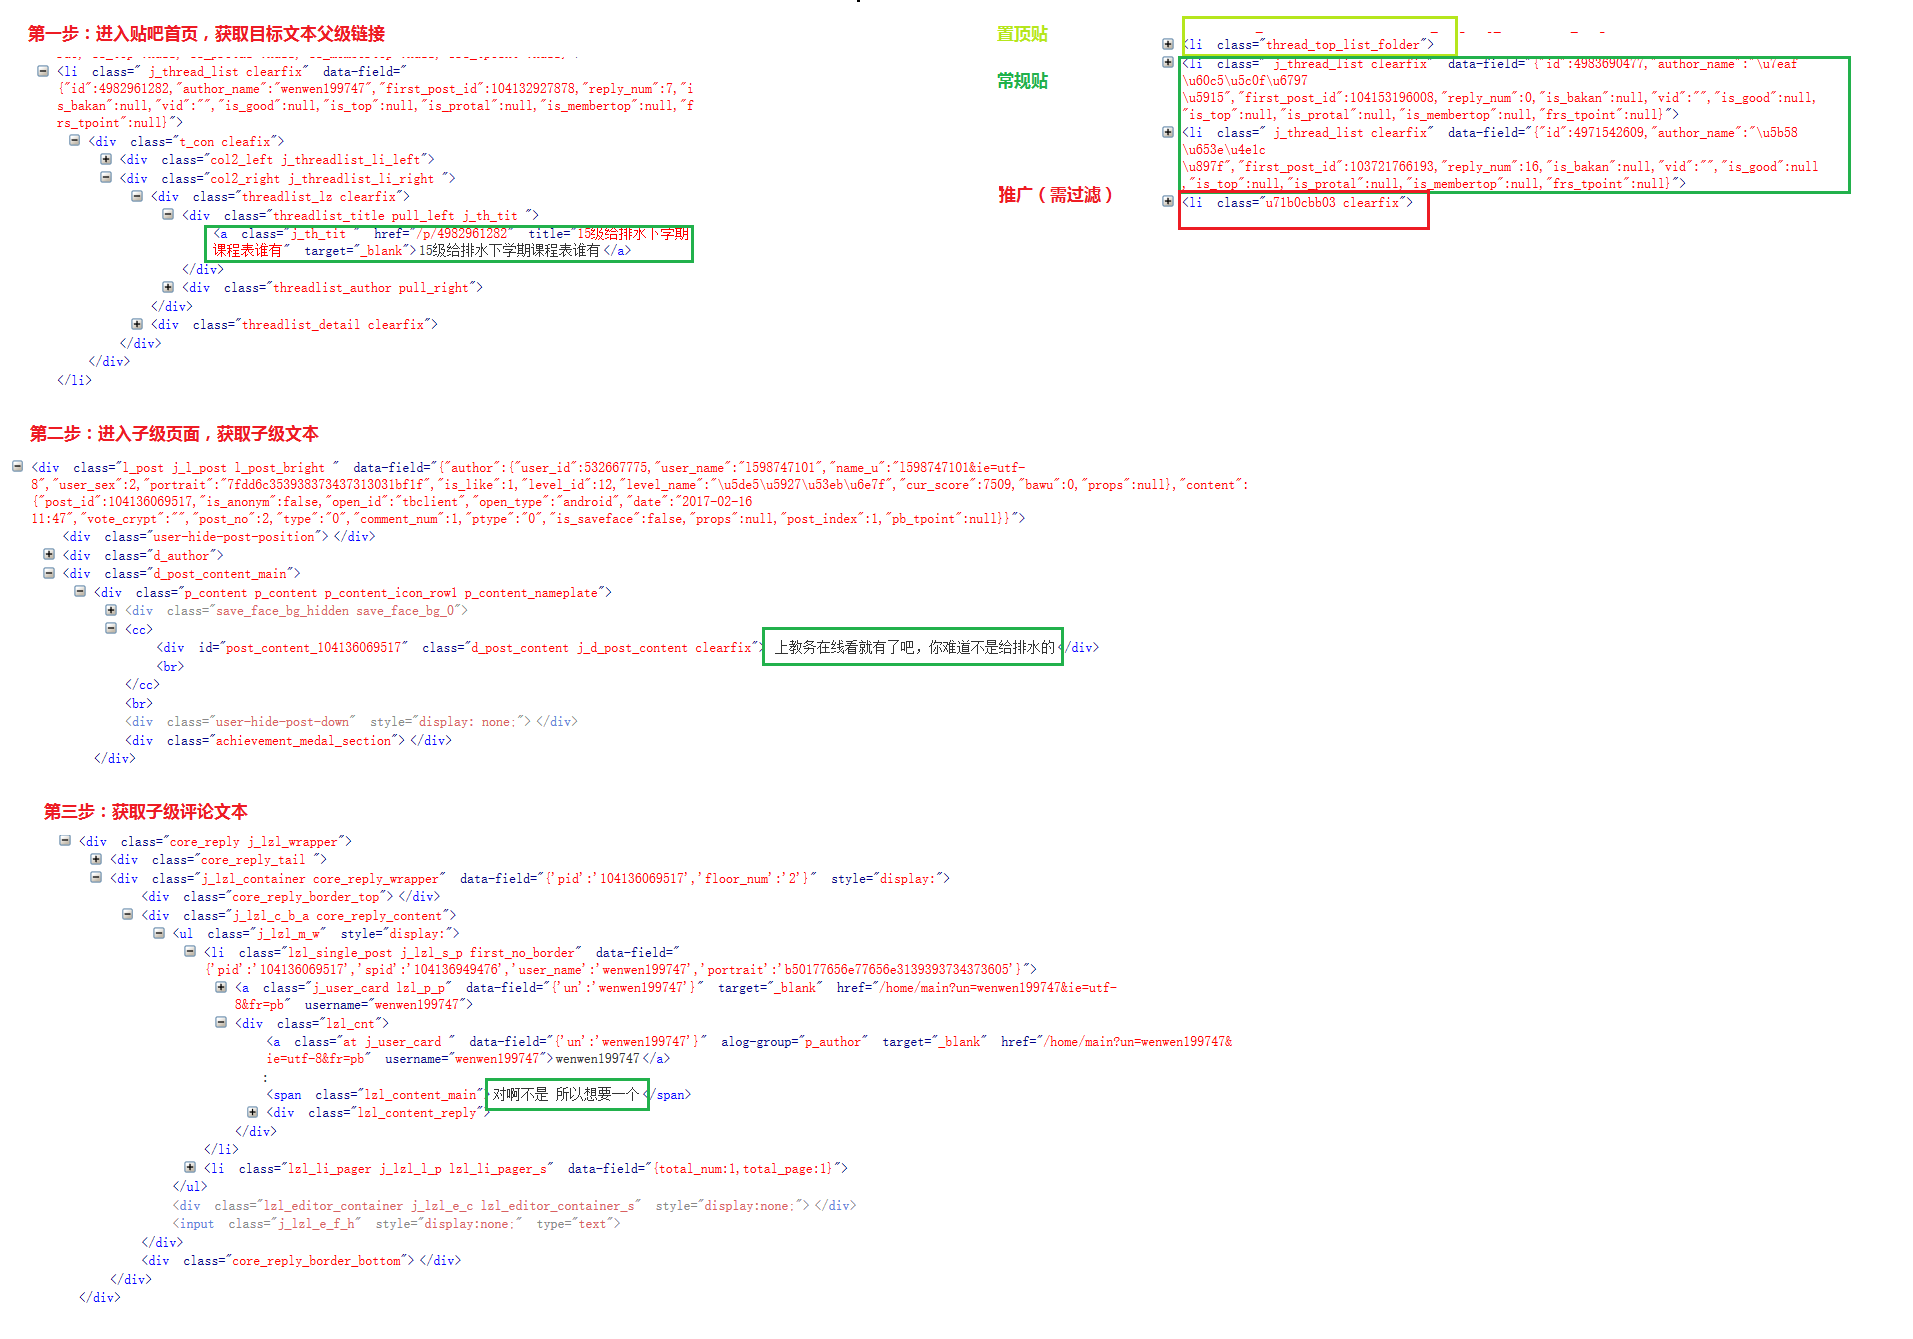 第一步：进入贴吧首页，获取目标文本父级链接
<li class=" j_thread_list clearfix" data-field="
{"id":4982961282,"author_name":"wenwen199747","first_post_id":104132927878,"reply_num":7,"i
s_bakan":null,"vid":"","is_good":null,"is_top":null,"is_protal":null,"is_membertop":null,"f
rs_tpoint":null}">
<div class="t_con cleafix">
<div class="col2_left j_threadlist_li_left">
<div class="col2_right j_threadlist_li_right ">
<div class="threadlist_lz clearfix">
<div class="threadlist_title pull_left j_th_tit ">
<a class="j_th_tit " href="/p/4982961282" title="15级给排水下学期
课程表谁有" target="_blank">15级给排水下学期课程表谁有</a>
</div>
<div class="threadlist_author pull_right">
</div>
<div class="threadlist_detail clearfix">
</div>
</div>
</li>
置顶贴
<li class="thread_top_list_folder">
常规贴
<li class=" j_thread_list clearfix" data-field="{"id":4983690477,"author_name":"\u7eaf
\u60c5\u5c0f\u6797
\u5915","first_post_id":104153196008,"reply_num":0,"is_bakan":null,"vid":"","is_good":null,
"is_top":null,"is_protal":null,"is_membertop":null,"frs_tpoint":null}">
<li class=" j_thread_list clearfix" data-field="{"id":4971542609,"author_name":"\u5b58
\u653e\u4e1c
\u897f","first_post_id":103721766193,"reply_num":16,"is_bakan":null,"vid":"","is_good":null
,"is_top":null,"is_protal":null,"is_membertop":null,"frs_tpoint":null}">
推广（需过滤）
<li class="u71b0cbb03 clearfix">
第二步：进入子级页面，获取子级文本
<div class="l_post j_l_post l_post_bright " data-field="{"author":{"user_id":532667775,"user_name":"l598747101","name_u":"l598747101&ie=utf-
8","user_sex":2,"portrait":"7fdd6c353938373437313031bf1f","is_like":1,"level_id":12,"level_name":"\u5de5\u5927\u53eb\u6e7f","cur_score":7509,"bawu":0,"props":null},"content":
{"post_id":104136069517,"is_anonym":false,"open_id":"tbclient","open_type":"android","date":"2017-02-16
11:47","vote_crypt":"","post_no":2,"type":"0","comment_num":1,"ptype":"0","is_saveface":false,"props":null,"post_index":1,"pb_tpoint":null}}">
<div class="user-hide-post-position"></div>
<div class="d_author">
<div class="d_post_content_main">
<div class="p_content p_content p_content_icon_row1 p_content_nameplate">
<div class="save_face_bg_hidden save_face_bg_0">
<cc>
<div id="post_content_104136069517" class="d_post_content j_d_post_content clearfix"> 上教务在线看就有了吧，你难道不是给排水的</div>
<br>
</cc>
<br>
<div class="user-hide-post-down" style="display: none;"></div>
<div class="achievement_medal_section"></div>
</div>
第三步：获取子级评论文本
<div class="core_reply j_lzl_wrapper">
<div class="core_reply_tail ">
<div class="j_lzl_container core_reply_wrapper" data-field="{'pid':'104136069517','floor_num':'2'}" style="display:">
<div class="core_reply_border_top"></div>
<div class="j_lzl_c_b_a core_reply_content">
<ul class="j_lzl_m_w" style="display:">
<li class="lzl_single_post j_lzl_s_p first_no_border" data-field="
{'pid':'104136069517','spid':'104136949476','user_name':'wenwen199747','portrait':'b50177656e77656e3139393734373605'}">
<a class="j_user_card lzl_p_p" data-field="{'un':'wenwen199747'}" target="_blank" href="/home/main?un=wenwen199747&ie=utf-
8&fr=pb" username="wenwen199747">
<div class="lzl_cnt">
<a class="at j_user_card " data-field="{'un':'wenwen199747'}" alog-group="p_author" target="_blank" href="/home/main?un=wenwen199747&
ie=utf-8&fr=pb" username="wenwen199747">wenwen199747</a>
:
<span class="lzl_content_main">对啊不是 所以想要一个</span>
<div class="lzl_content_reply">
</div>
</li>
<li class="lzl_li_pager j_lzl_l_p lzl_li_pager_s" data-field="{total_num:1,total_page:1}">
</ul>
<div class="lzl_editor_container j_lzl_e_c lzl_editor_container_s" style="display:none;"></div>
<input class="j_lzl_e_f_h" style="display:none;" type="text">
</div>
<div class="core_reply_border_bottom"></div>
</div>
</div>